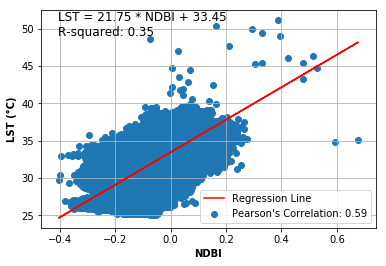 LST = 21.75 * NDBI + 33.45
R-squared: 0.35
50
45
40
35
30
25
LST (°C)
Regression Line
Pearson's Correlation: 0.59
−0.4
−0.2
0.0
0.2
0.4
0.6
NDBI